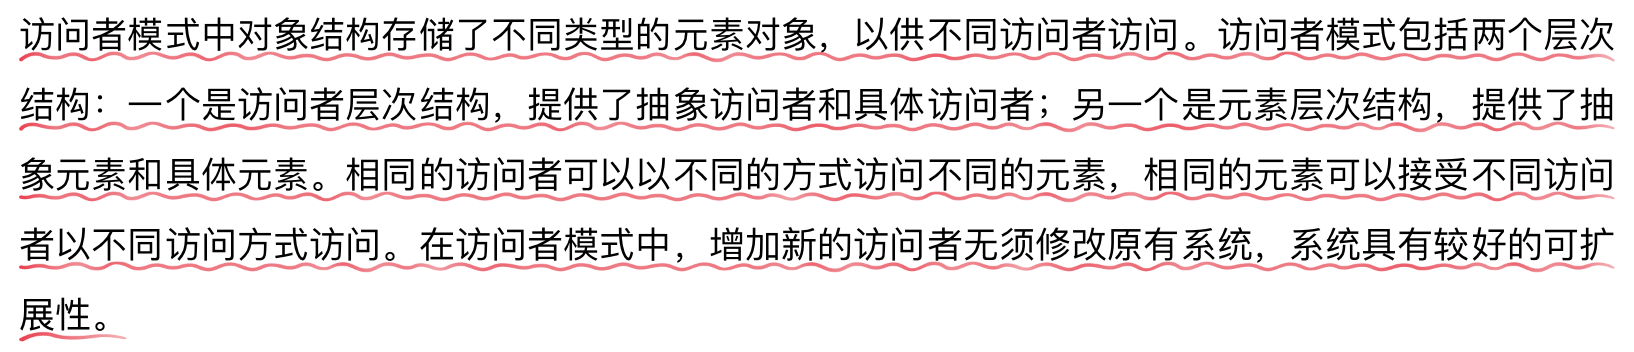 访问者模式中对象结构存储了不同类型的元素对象，以供不同访问者访问。访问者模式包括两个层次
结构：一个是访问者层次结构，提供了抽象访问者和具体访问者；另一个是元素层次结构，提供了抽
象元素和具体元素。相同的访问者可以以不同的方式访问不同的元素，相同的元素可以接受不同访问
者以不同访问方式访问。在访问者模式中，增加新的访问者无须修改原有系统，系统具有较好的可扩
展性。